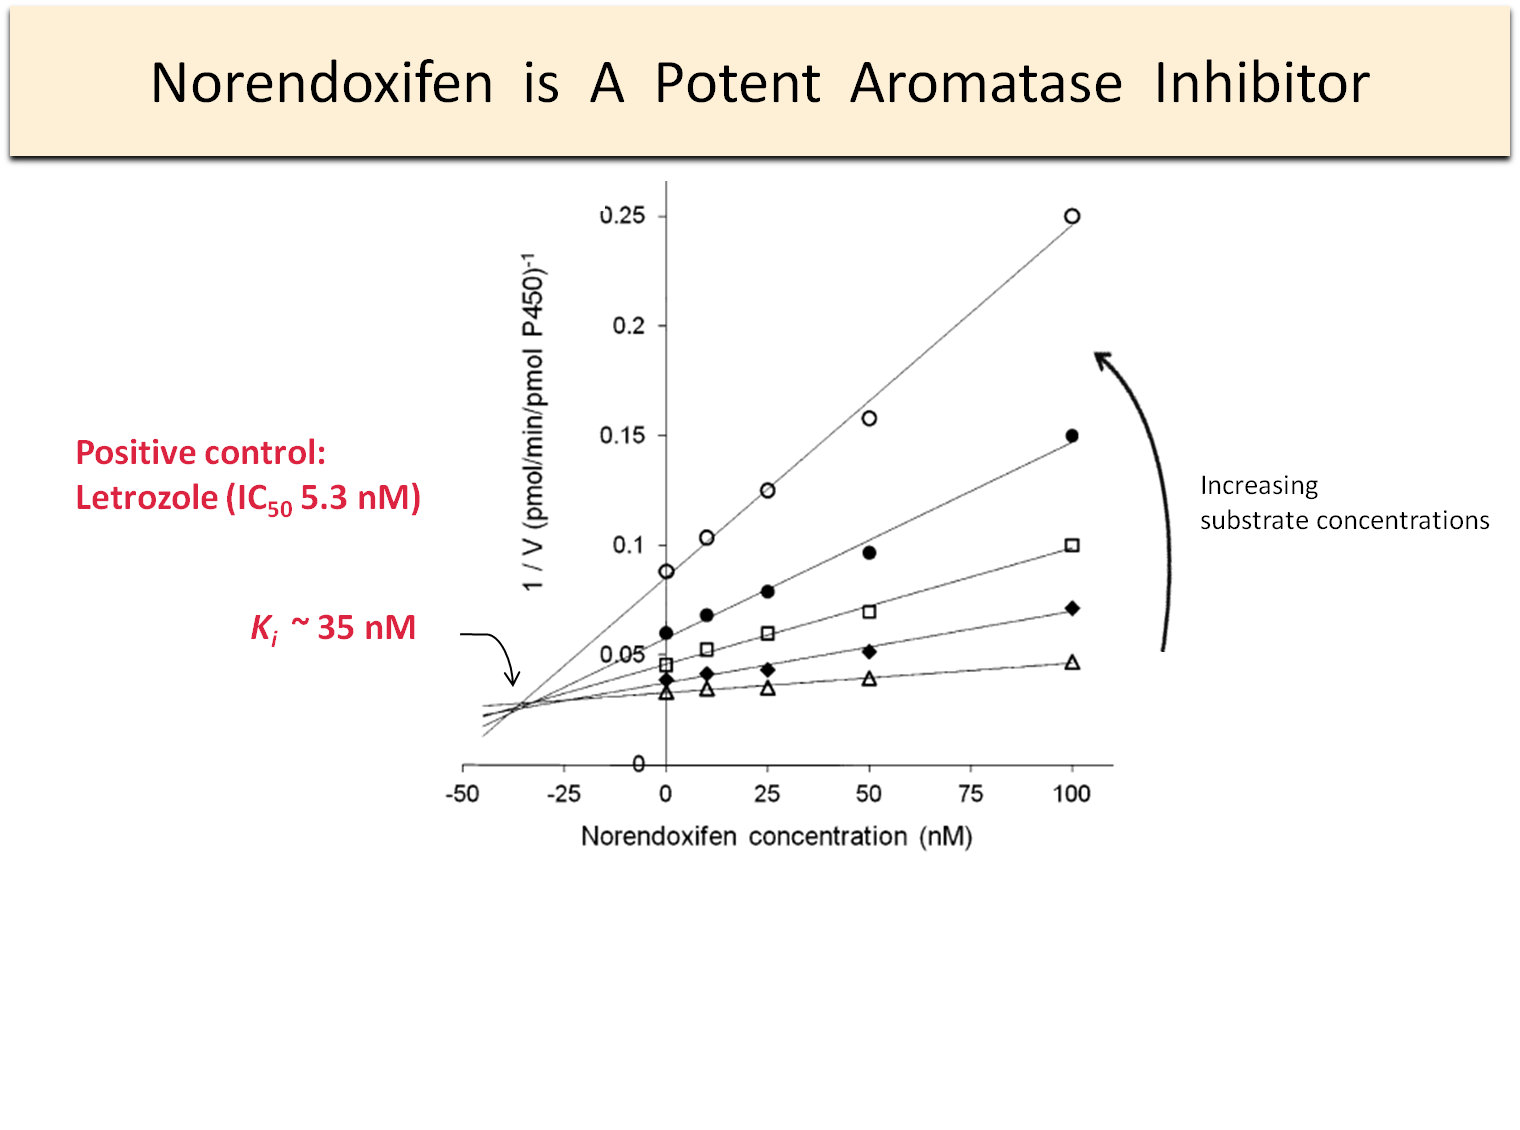 Norendoxifen is A Potent Aromatase Inhibitor
0.25
0.2
0.15
0.1
0.05
0
1 / V (pmol/min/pmol P450)-1
Positive control:
Letrozole (IC50 5.3 nM)
Ki ~ 35 nM
Increasing
substrate concentrations
-50 -25 0 25 50 75 100
Norendoxifen concentration (nM)